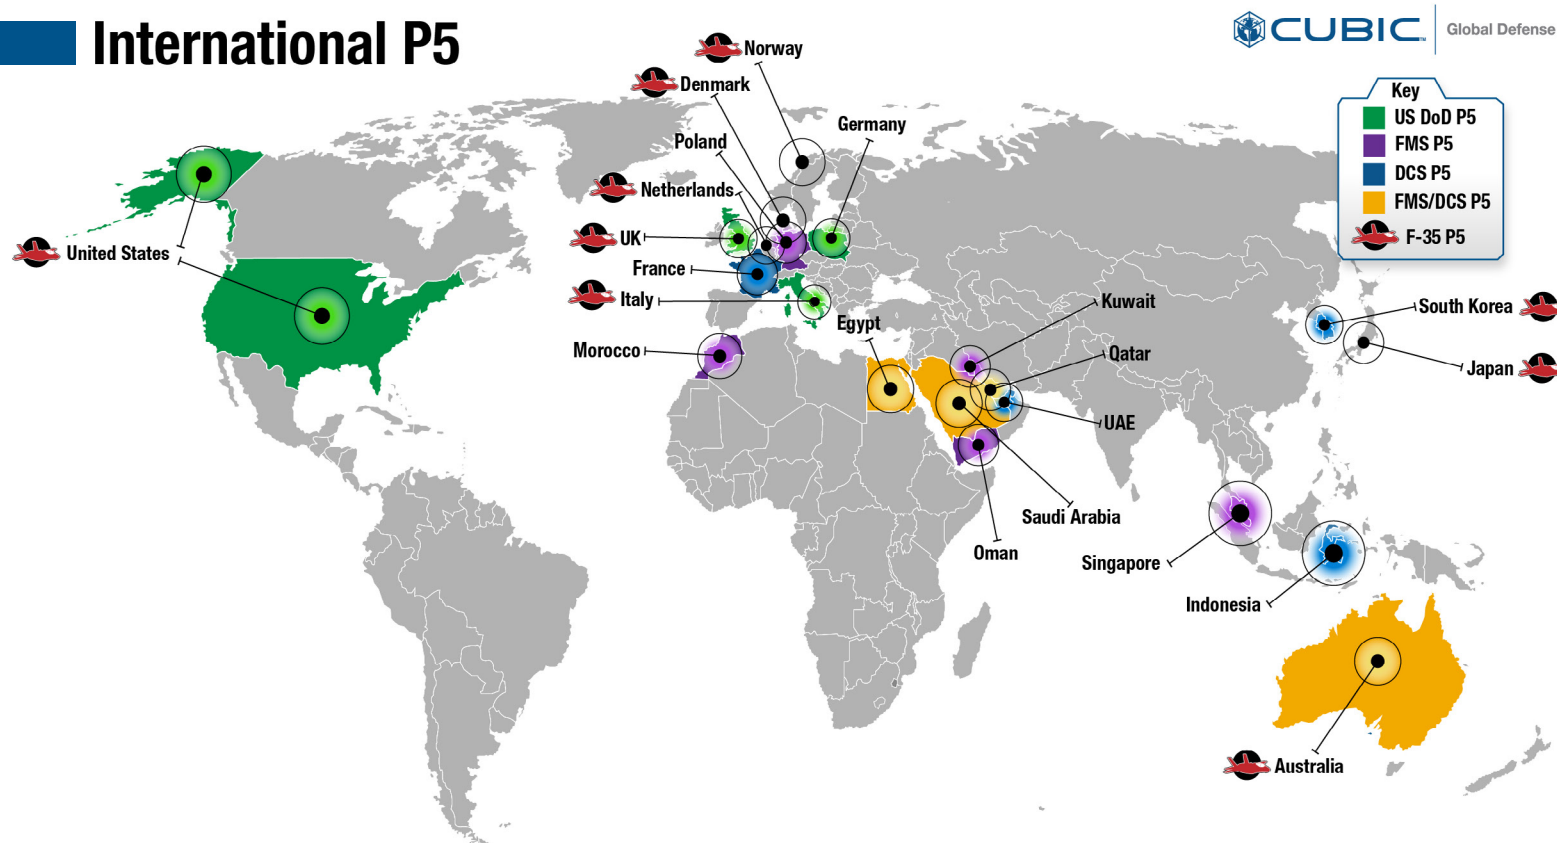 International P5
CUBIC™
Global Defense
Key
US DoD P5
FMS P5
DCS P5
FMS/DCS P5
F-35 P5
Norway
Denmark
Germany
Poland
Netherlands
UK
United States
France
Italy
Egypt
Morocco
Kuwait
Qatar
UAE
South Korea
Japan
Saudi Arabia
Oman
Singapore
Indonesia
Australia